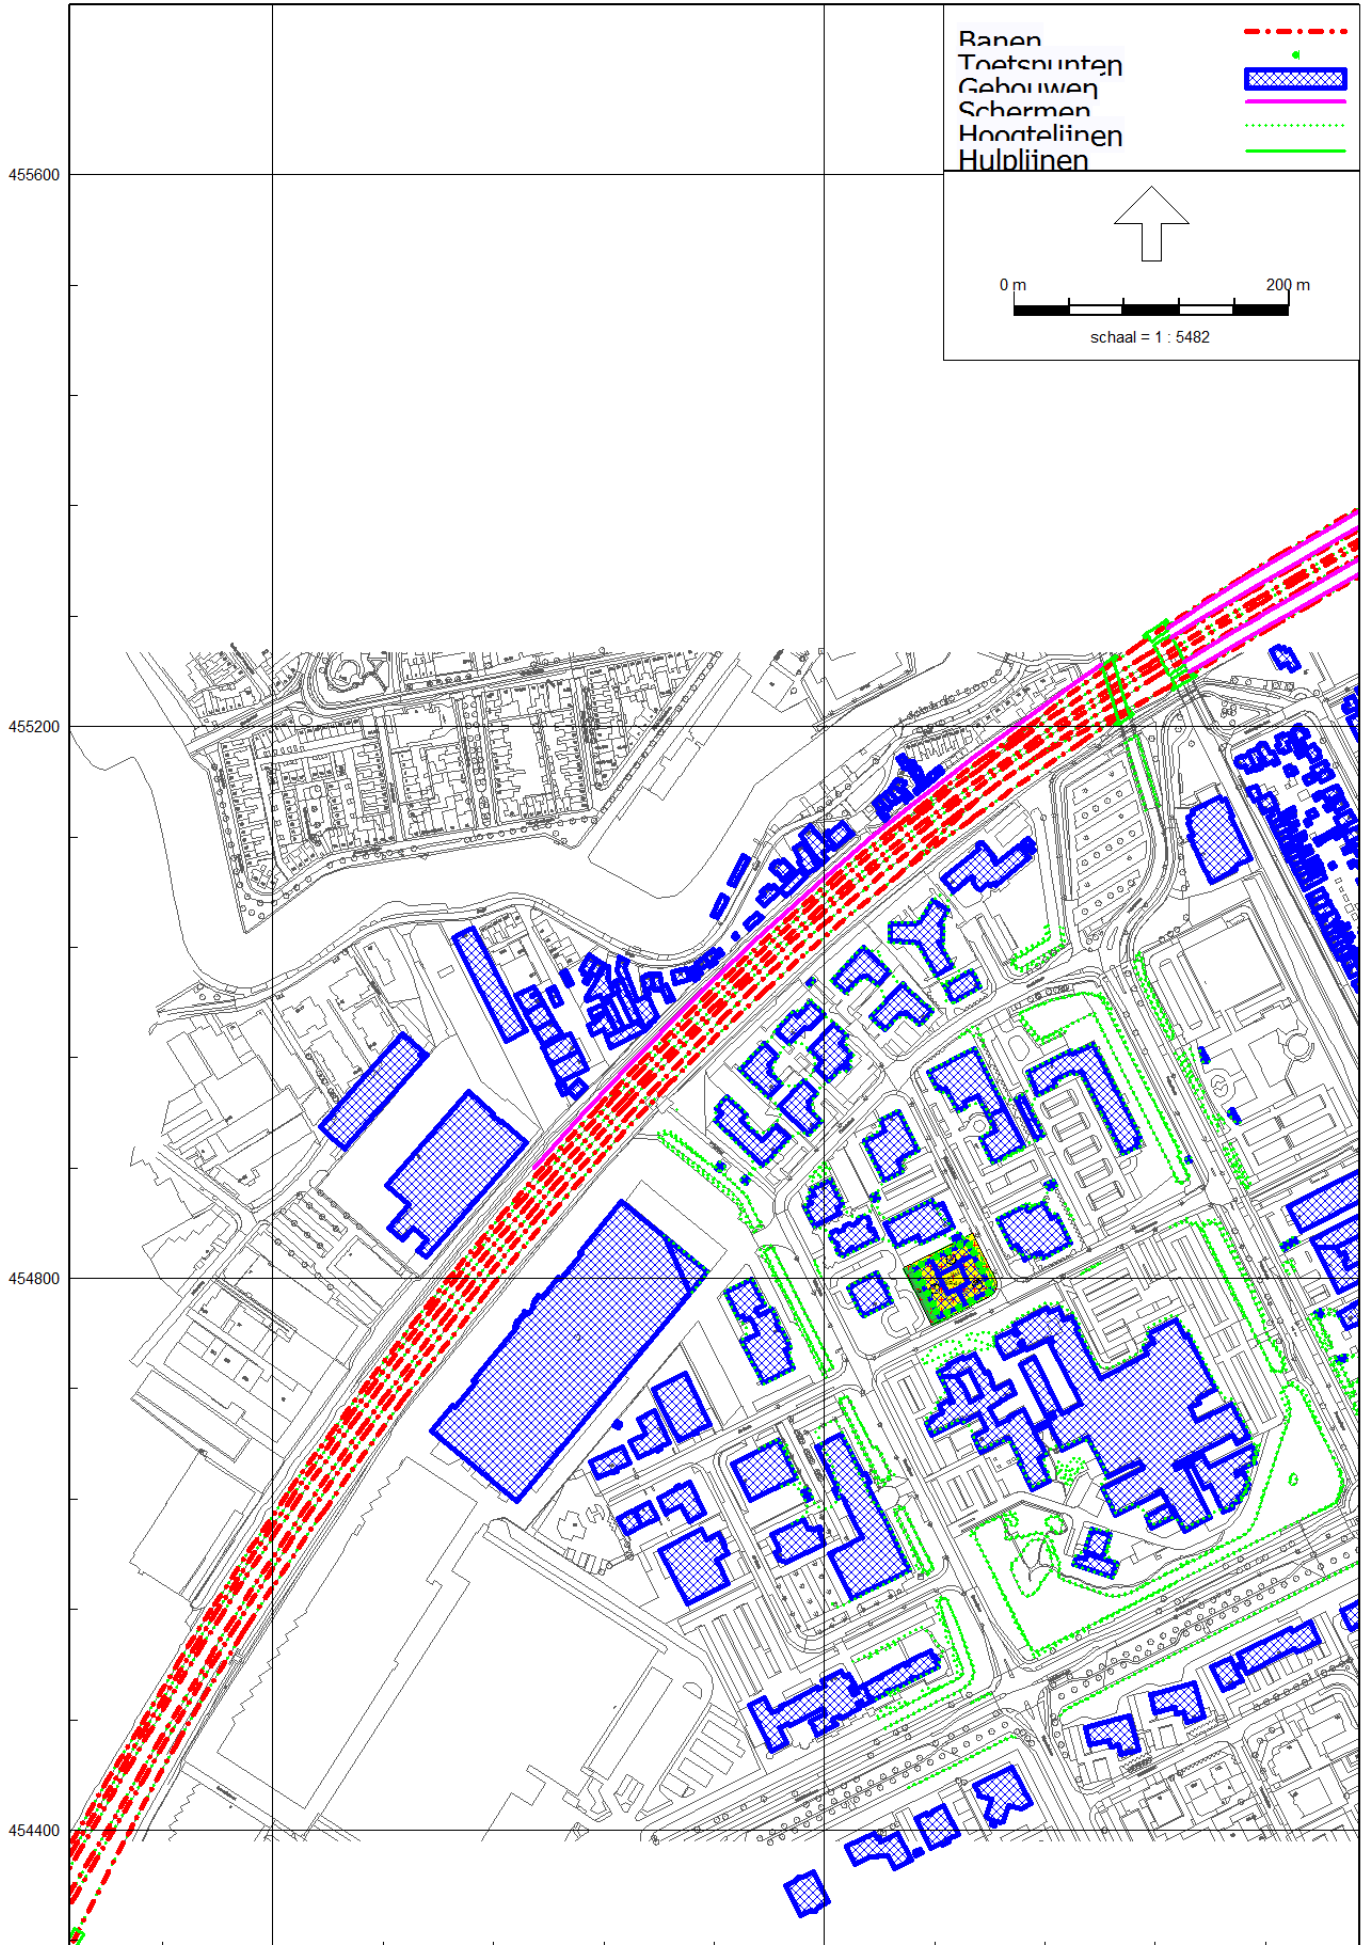 Banen
Toetspunten
Gebouwen
Schermen
Hoogtelijnen
Hulplijnen
455600
0 m 200 m
schaal = 1 : 5482
455200
454800
454400